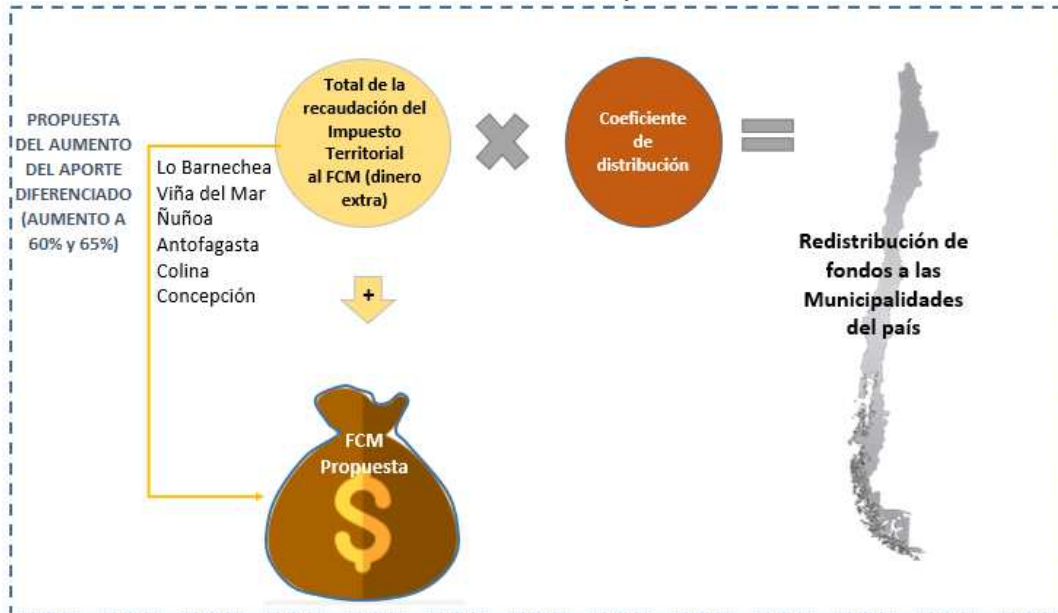 PROPUESTA
DEL AUMENTO
DEL APORTE
DIFERENCIADO
(AUMENTO A
60% y 65%)
Lo Barnechea
Viña del Mar
Ñuñoa
Antofagasta
Colina
Concepción
Total de la
recaudación del
Impuesto
Territorial
al FCM (dinero
extra)
Coeficiente
de
distribución
+
FCM
Propuesta
$
Redistribución de
fondos a las
Municipalidades
del país